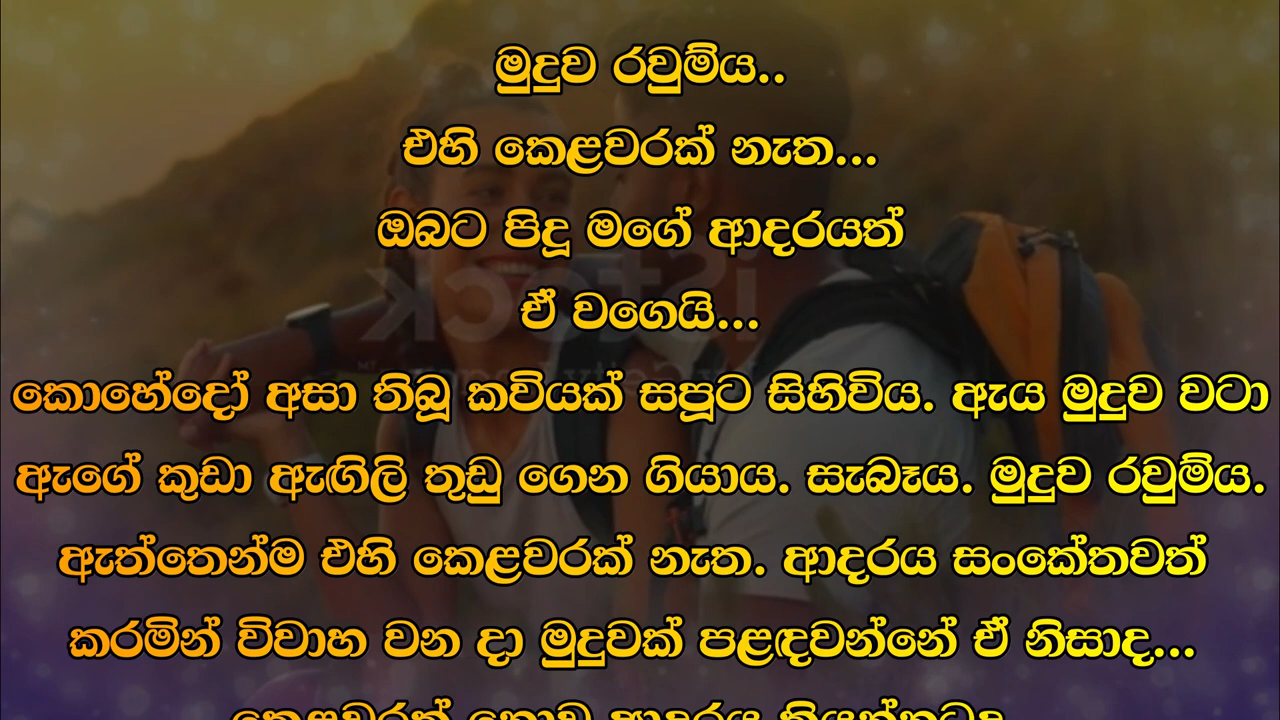 මුදුව රවුම්ය..
එහි කෙළවරක් නැත...
ඔබට පිදූ මගේ ආදරයත්
ඒ වගෙයි...
කොහේදෝ අසා තිබූ කවියක් සපූට සිහිවිය. ඇය මුදුව වටා
ඇගේ කුඩා ඇඟිලි තුඩු ගෙන ගියාය. සැබෑය. මුදුව රවුම්ය.
ඇත්තෙන්ම එහි කෙළවරක් නැත. ආදරය සංකේතවත්
කරමින් විවාහ වන දා මුදුවක් පළඳවන්නේ ඒ නිසාද...